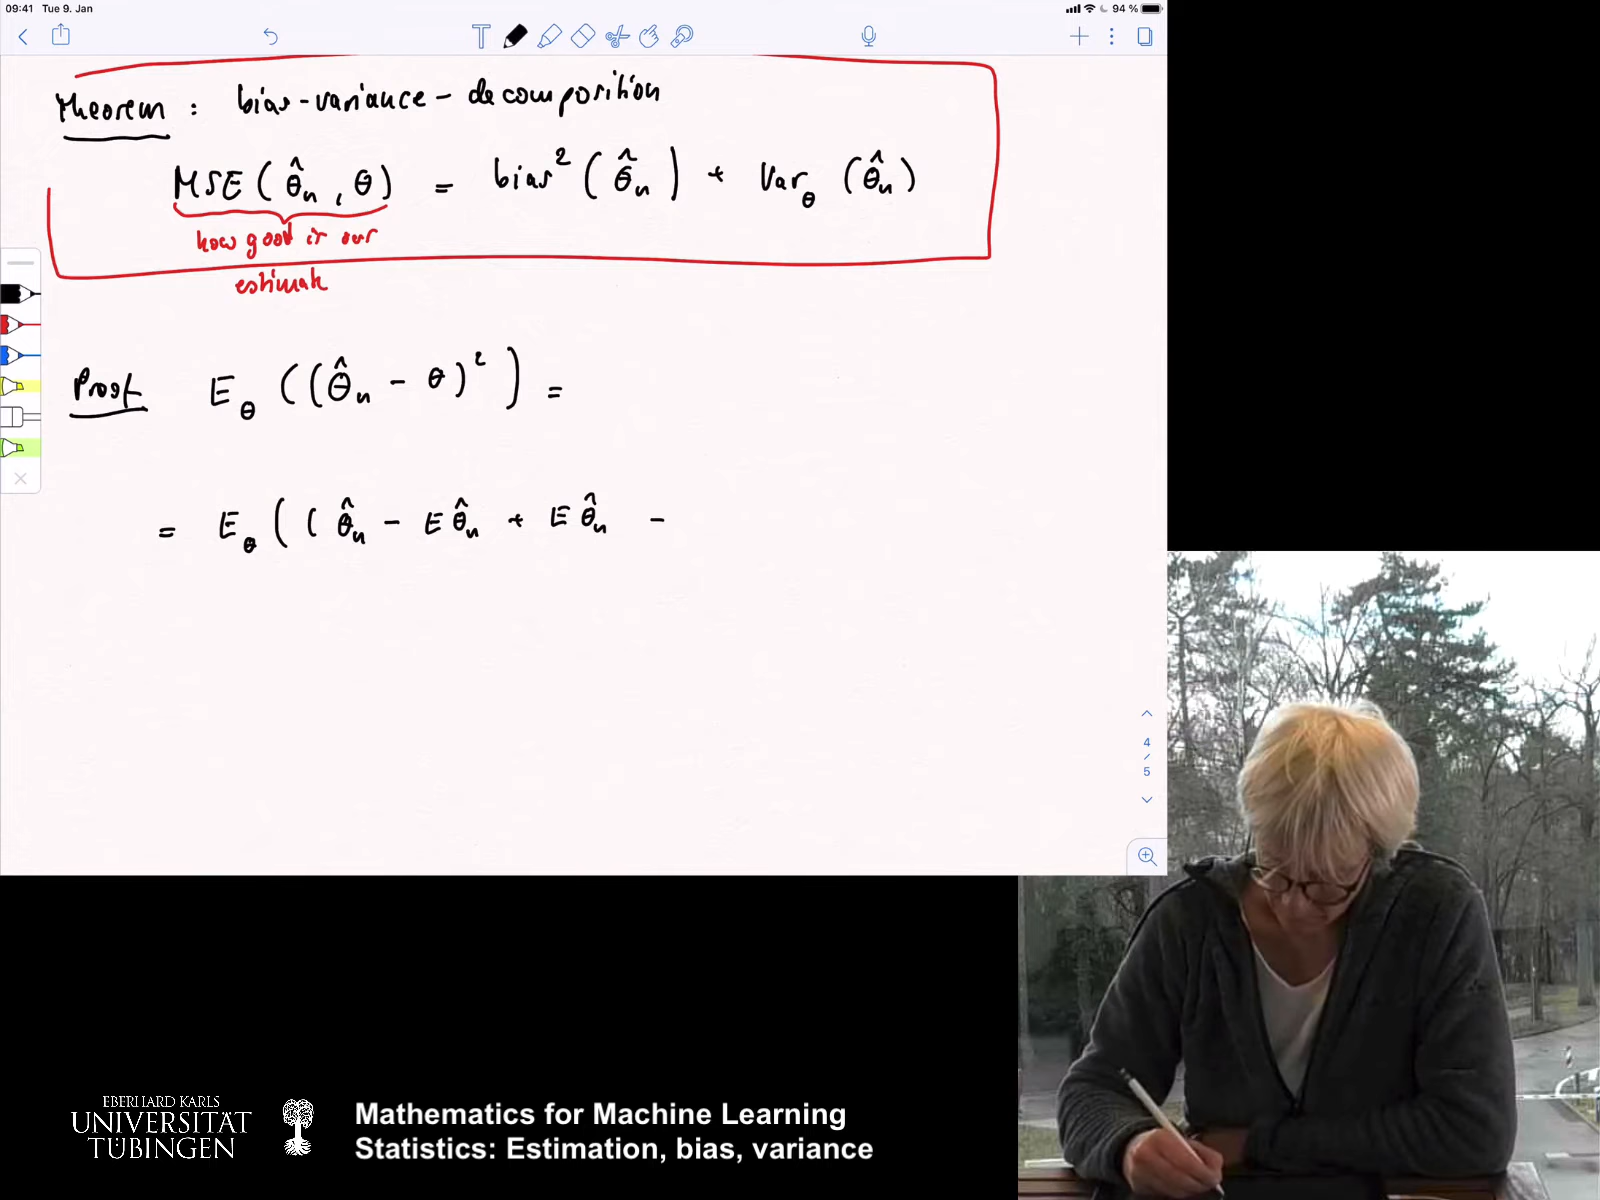 09:41 Tue 9. Jan
94 %
Theorem : bias-variance-decomposition
MSE ( θ̂n , θ ) = bias² ( θ̂n ) + Varθ ( θ̂n )
how good is our
estimate
Proof Eθ ( ( θ̂n - θ )² ) =
= Eθ ( ( θ̂n - E θ̂n + E θ̂n -
4
/
5
EBERHARD KARLS
UNIVERSITÄT
TÜBINGEN
Mathematics for Machine Learning
Statistics: Estimation, bias, variance